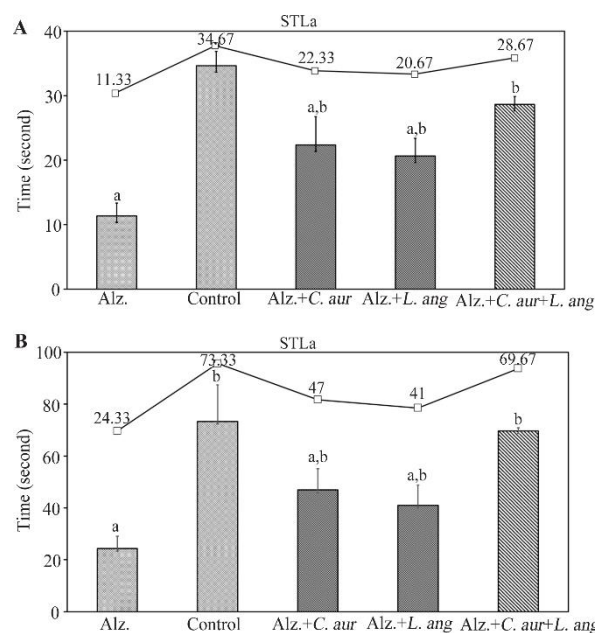 A
STLa
40
30
20
10
0
Time (second)
11.33
34.67
22.33
20.67
28.67
a
a,b
a,b
b
Alz. Control Alz.+C. aur Alz.+L. ang Alz.+C. aur+L. ang
B
STLa
100
80
60
40
20
0
Time (second)
24.33
73.33
47
41
69.67
a
b
a,b
a,b
b
Alz. Control Alz.+C. aur Alz.+L. ang Alz.+C. aur+L. ang